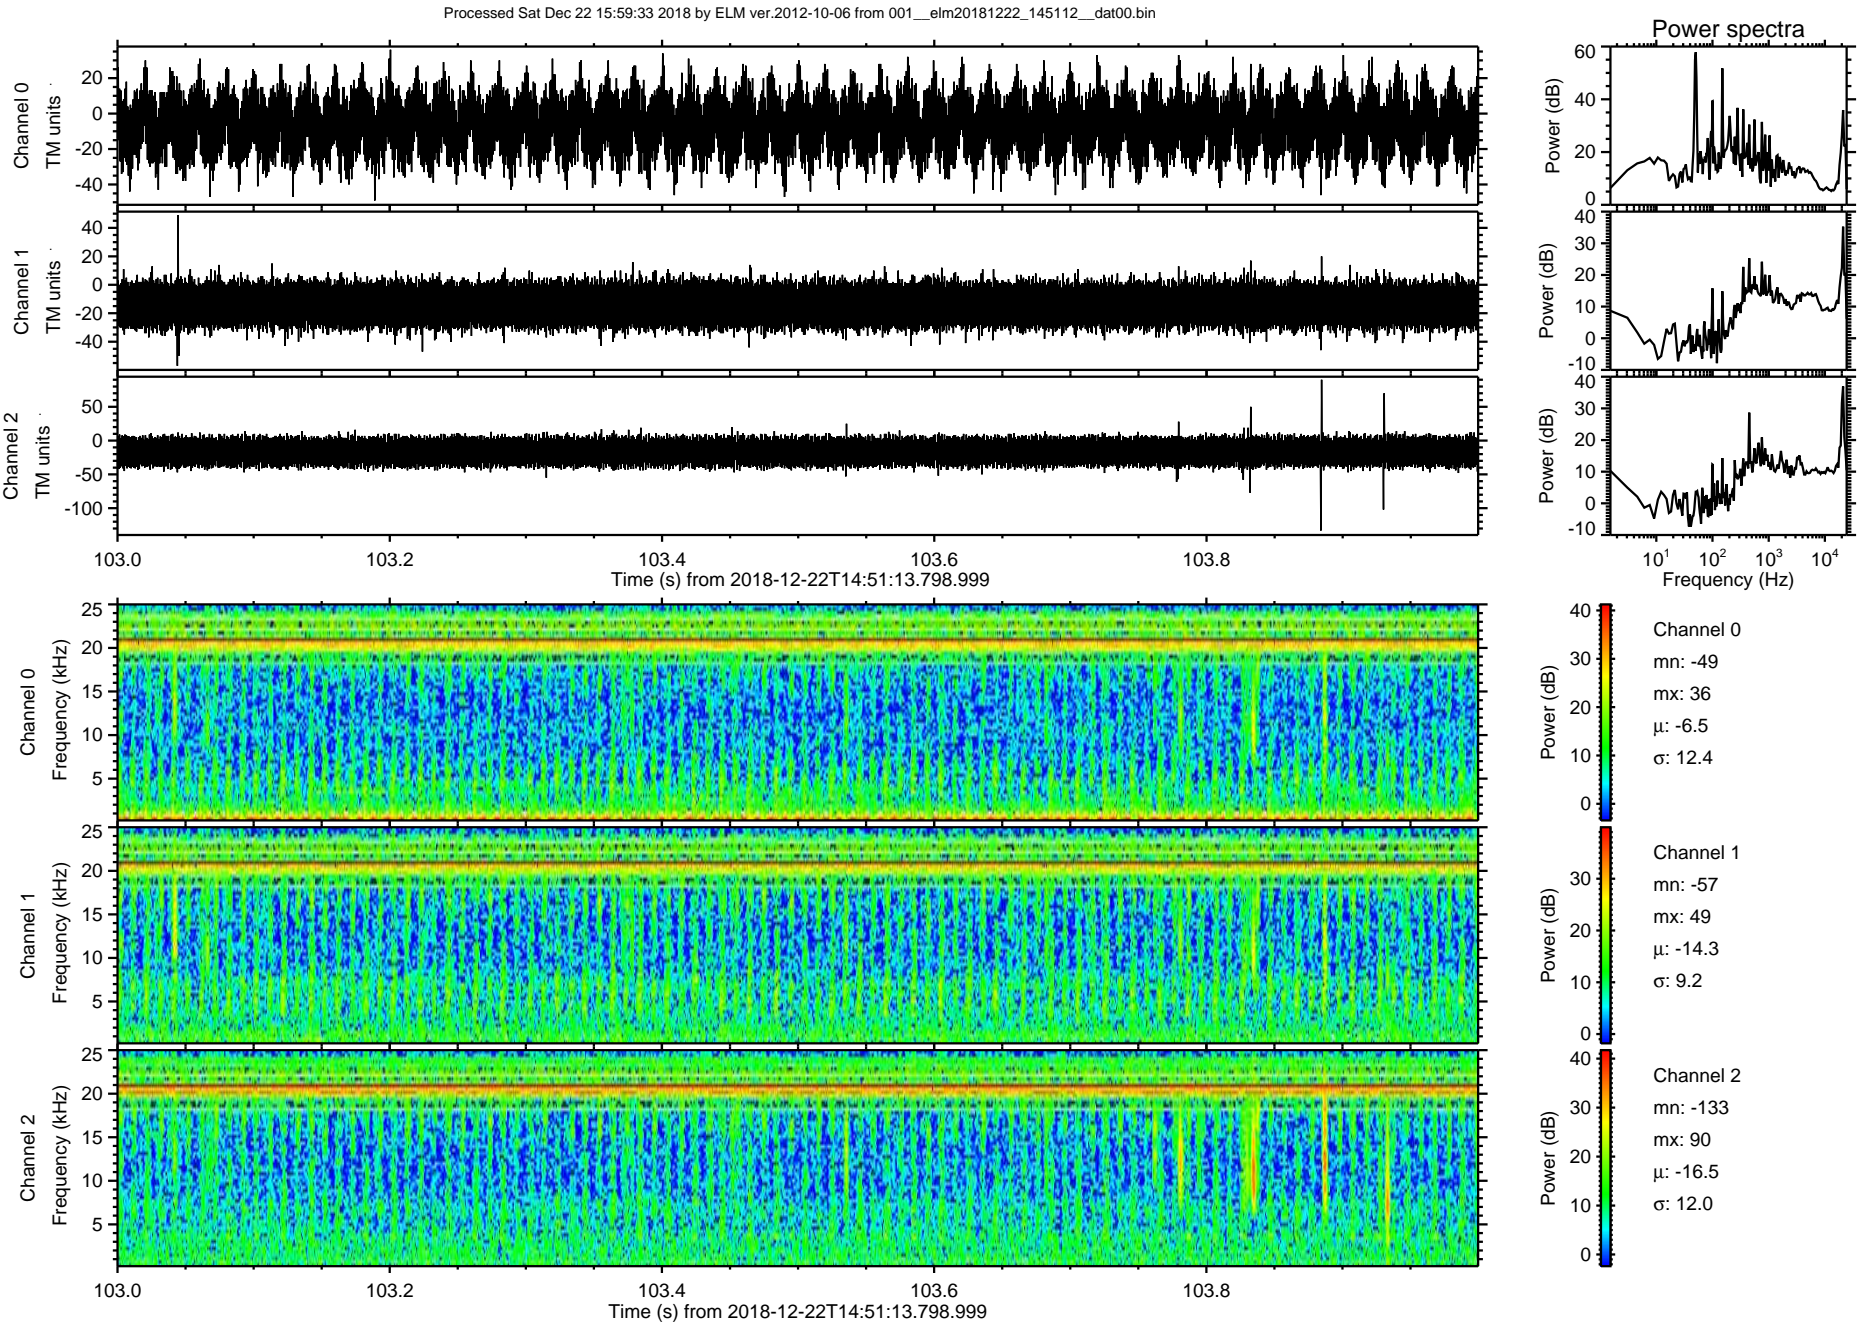 Processed Sat Dec 22 15:59:33 2018 by ELM ver.2012-10-06 from 001__elm20181222_145112__dat00.bin
Power spectra
Channel 0
TM units
20
0
-20
-40
Power (dB)
60
40
20
0
Channel 1
TM units
40
20
0
-20
-40
Power (dB)
40
30
20
10
0
-10
Channel 2
TM units
50
0
-50
-100
Power (dB)
40
30
20
10
0
-10
103.0 103.2 103.4 103.6 103.8
Time (s) from 2018-12-22T14:51:13.798.999
10¹ 10² 10³ 10⁴
Frequency (Hz)
Channel 0
Frequency (kHz)
25
20
15
10
5
Power (dB)
40
30
20
10
0
Channel 0
mn: -49
mx: 36
µ: -6.5
σ: 12.4
Channel 1
Frequency (kHz)
25
20
15
10
5
Power (dB)
30
20
10
0
Channel 1
mn: -57
mx: 49
µ: -14.3
σ: 9.2
Channel 2
Frequency (kHz)
25
20
15
10
5
Power (dB)
40
30
20
10
0
Channel 2
mn: -133
mx: 90
µ: -16.5
σ: 12.0
103.0 103.2 103.4 103.6 103.8
Time (s) from 2018-12-22T14:51:13.798.999